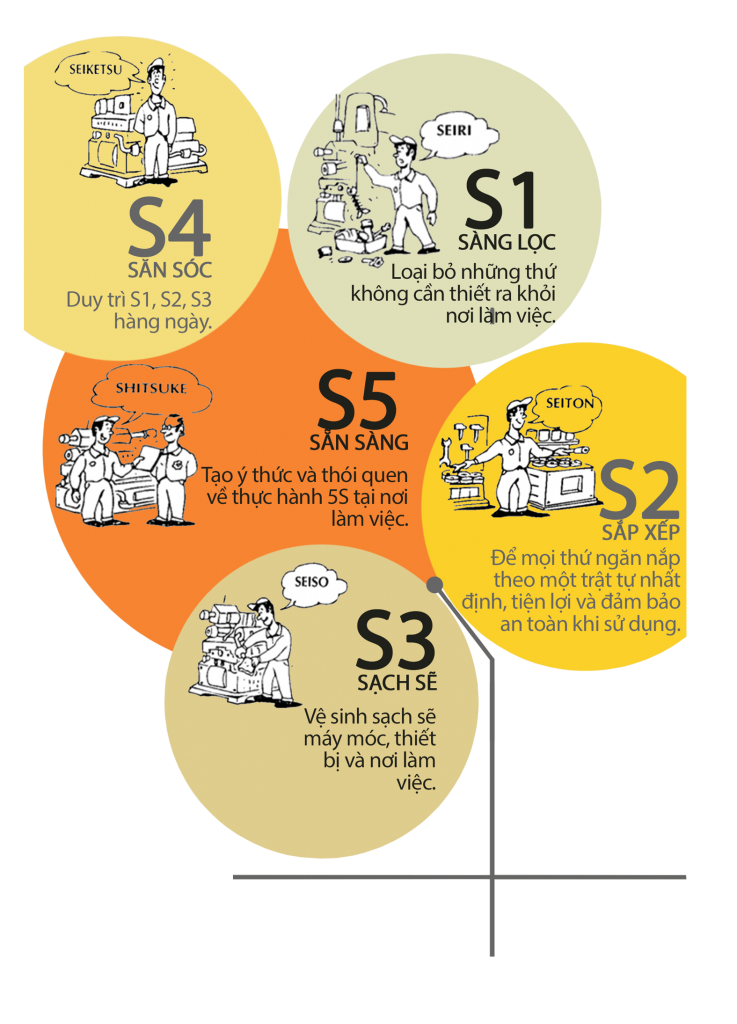 SEIKETSU
S4
SĂN SÓC
Duy trì S1, S2, S3
hàng ngày.
SEIRI
S1
SÀNG LỌC
Loại bỏ những thứ
không cần thiết ra khỏi
nơi làm việc.
SHITSUKE
S5
SẴN SÀNG
Tạo ý thức và thói quen
về thực hành 5S tại nơi
làm việc.
SEITON
S2
SẮP XẾP
Để mọi thứ ngăn nắp
theo một trật tự nhất
định, tiện lợi và đảm bảo
an toàn khi sử dụng.
SEISO
S3
SẠCH SẼ
Vệ sinh sạch sẽ
máy móc, thiết
bị và nơi làm
việc.